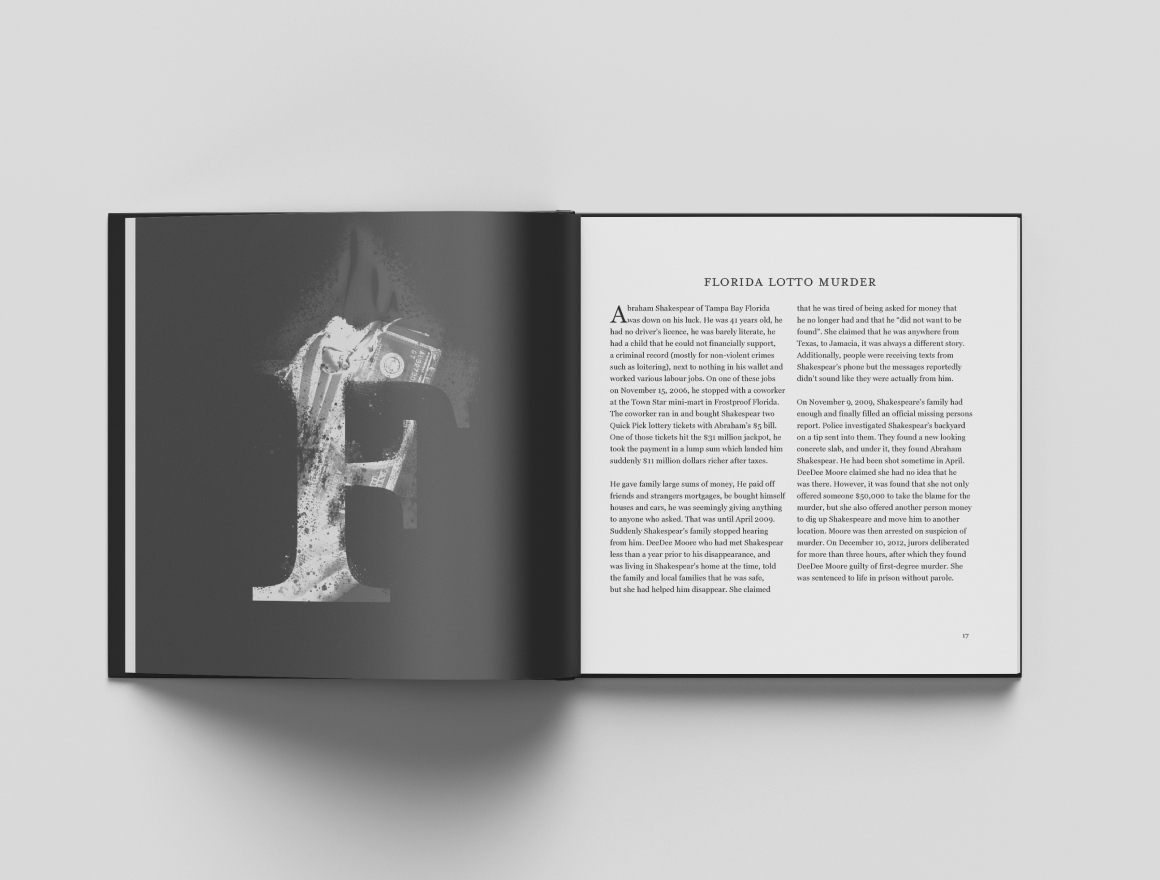 F
FLORIDA LOTTO MURDER
Abraham Shakespear of Tampa Bay Florida
was down on his luck. He was 41 years old, he
had no driver's licence, he was barely literate, he
had a child that he could not financially support,
a criminal record (mostly for non-violent crimes
such as loitering), next to nothing in his wallet and
worked various labour jobs. On one of these jobs
on November 15, 2006, he stopped with a coworker
at the Town Star mini-mart in Frostproof Florida.
The coworker ran in and bought Shakespear two
Quick Pick lottery tickets with Abraham's $5 bill.
One of those tickets hit the $31 million jackpot, he
took the payment in a lump sum which landed him
suddenly $11 million dollars richer after taxes.
He gave family large sums of money, He paid off
friends and strangers mortgages, be bought himself
houses and cars, he was seemingly giving anything
to anyone who asked. That was until April 2009.
Suddenly Shakespear's family stopped hearing
from him. DeeDee Moore who had met Shakespear
less than a year prior to his disappearance, and
was living in Shakespear's home at the time, told
the family and local families that he was safe,
but she had helped him disappear. She claimed
that he was tired of being asked for money that
he no longer had and that he "did not want to be
found". She claimed that he was anywhere from
Texas, to Jamacia, it was always a different story.
Additionally, people were receiving texts from
Shakespear's phone but the messages reportedly
didn't sound like they were actually from him.
On November 9, 2009, Shakespeare's family had
enough and finally filled an official missing persons
report. Police investigated Shakespear's backyard
on a tip sent into them. They found a new looking
concrete slab, and under it, they found Abraham
Shakespear. He had been shot sometime in April.
DeeDee Moore claimed she had no idea that he
was there. However, it was found that she not only
offered someone $50,000 to take the blame for the
murder, but she also offered another person money
to dig up Shakespeare and move him to another
location. Moore was then arrested on suspicion of
murder. On December 10, 2012, jurors deliberated
for more than three hours, after which they found
DeeDee Moore guilty of first-degree murder. She
was sentenced to life in prison without parole.
17